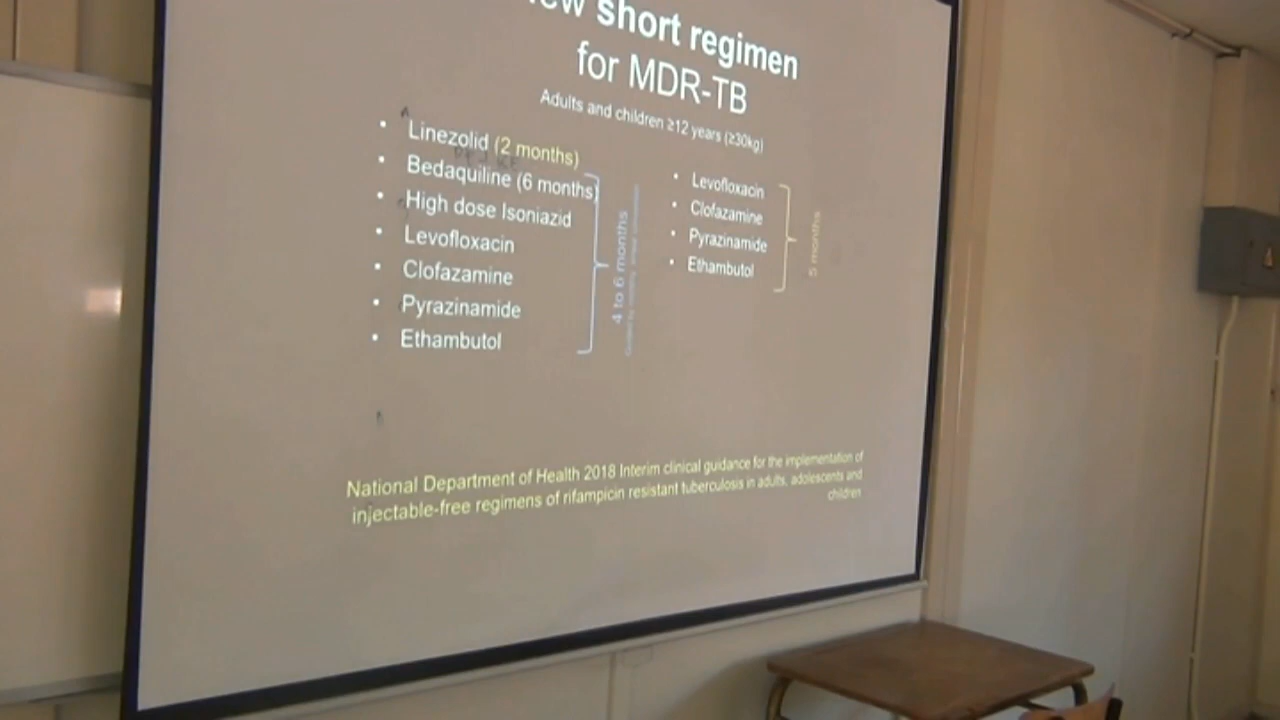 short regimen
for MDR-TB
Adults and children ≥12 years (≥30kg)
• Linezolid (2 months)
• Bedaquiline (6 months)
• High dose Isoniazid
• Levofloxacin
• Clofazamine
• Pyrazinamide
• Ethambutol
4 to 6 months
• Levofloxacin
• Clofazamine
• Pyrazinamide
• Ethambutol
5 months
National Department of Health 2018 Interim clinical guidance for the implementation of
injectable-free regimens of rifampicin resistant tuberculosis in adults, adolescents and
children